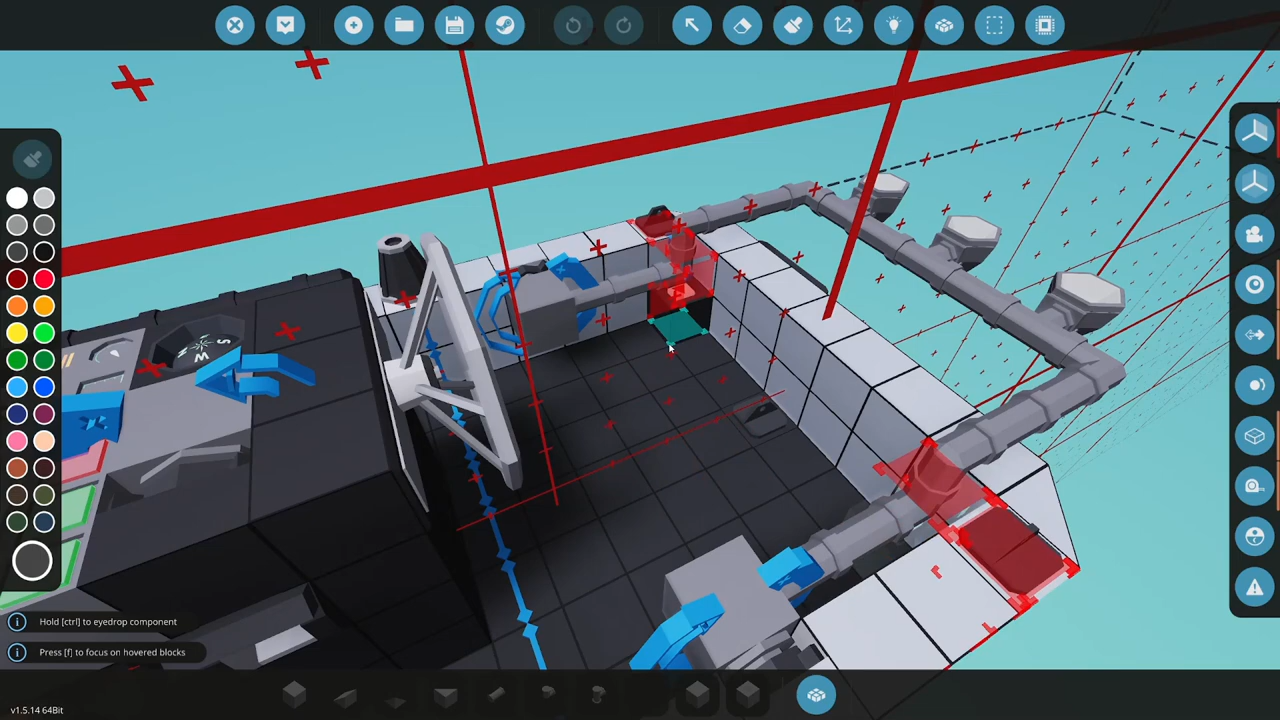 Hold [ctrl] to eyedrop component
Press [f] to focus on hovered blocks
v1.5.14 64Bit